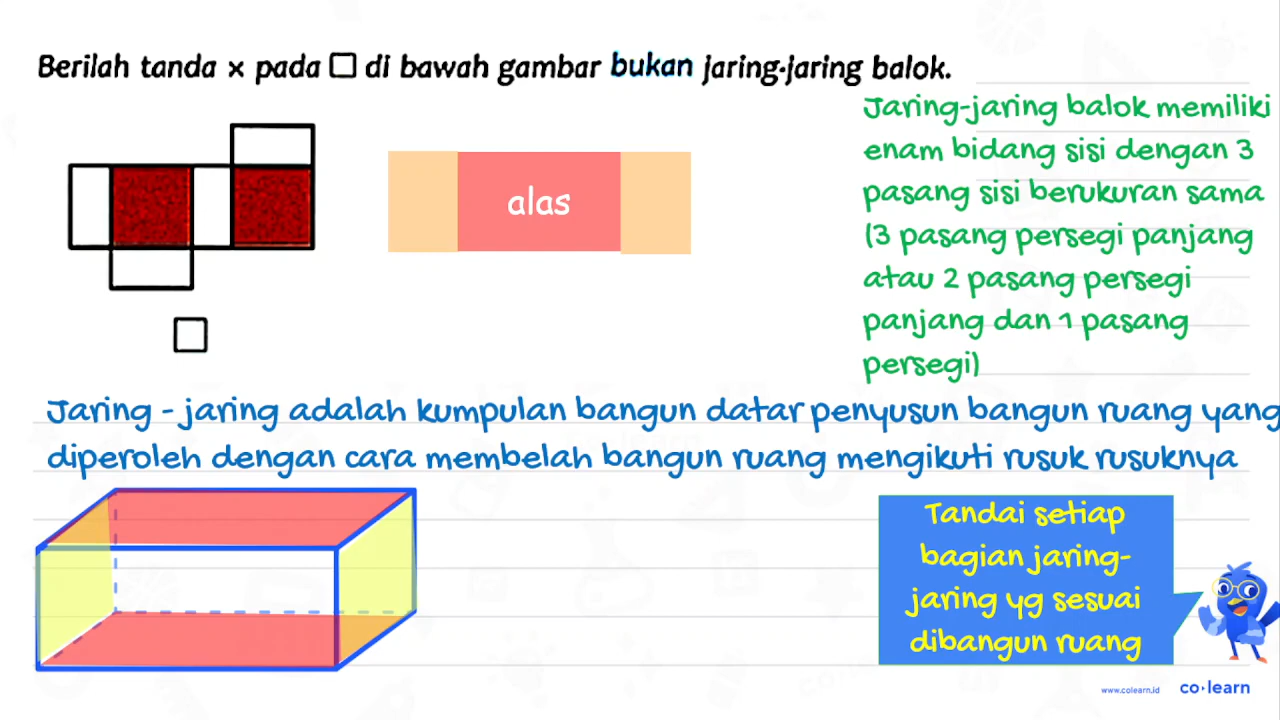 Berilah tanda × pada □ di bawah gambar bukan jaring-jaring balok.
Jaring-jaring balok memiliki
enam bidang sisi dengan 3
pasang sisi berukuran sama
(3 pasang persegi panjang
atau 2 pasang persegi
panjang dan 1 pasang
persegi)
alas
Jaring - jaring adalah kumpulan bangun datar penyusun bangun ruang yang
diperoleh dengan cara membelah bangun ruang mengikuti rusuk rusuknya
Tandai setiap
bagian jaring-
jaring yg sesuai
dibangun ruang
www.colearn.id
co·learn